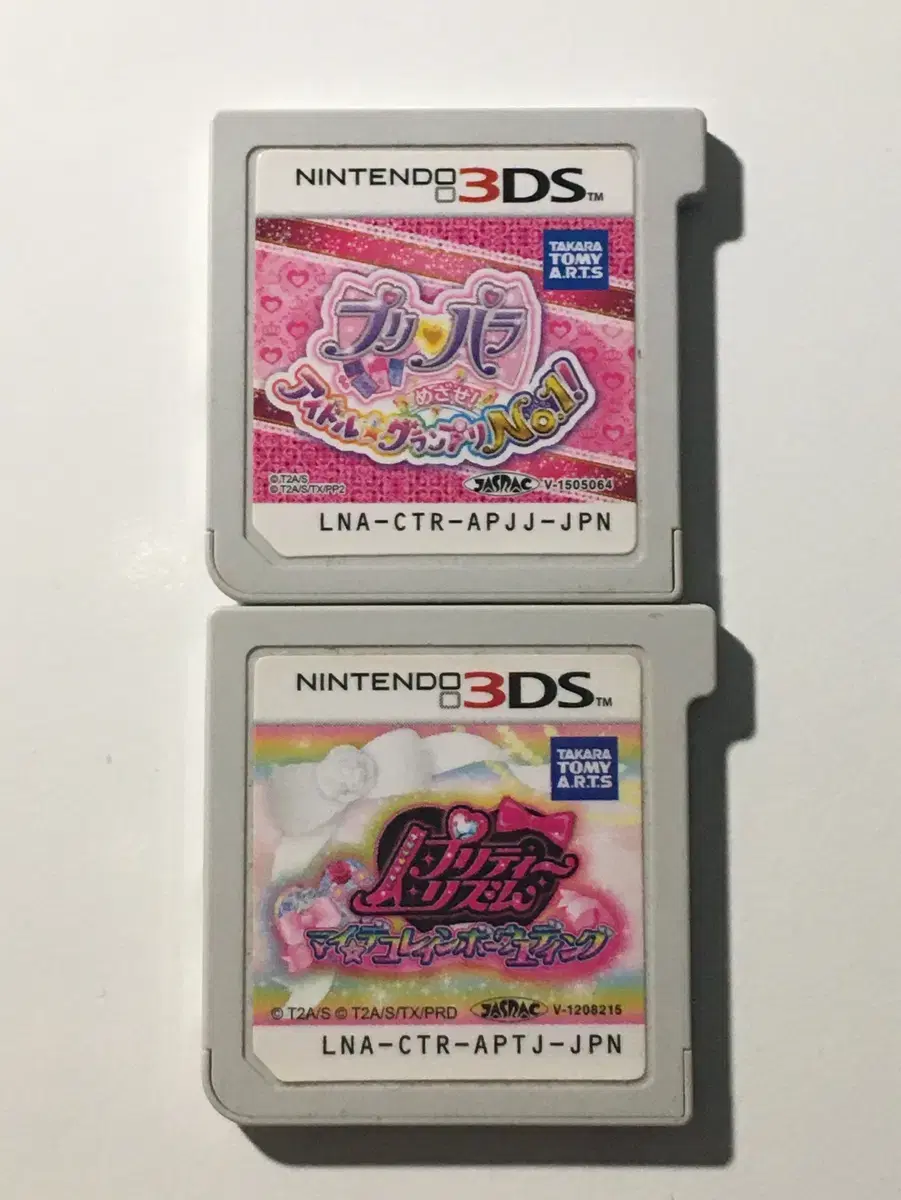 NINTENDO 3DS™
TAKARA
TOMY
A.R.T.S
プリパラ
めざせ!
アイドル☆グランプリNo.1!
© T2A/S
© T2A/S/TX/PP2
JASRAC V-1505064
LNA-CTR-APJJ-JPN
NINTENDO 3DS™
TAKARA
TOMY
A.R.T.S
プリティー
リズム
マイ☆デコレインボーウエディング
© T2A/S © T2A/S/TX/PRD JASRAC V-1208215
LNA-CTR-APTJ-JPN